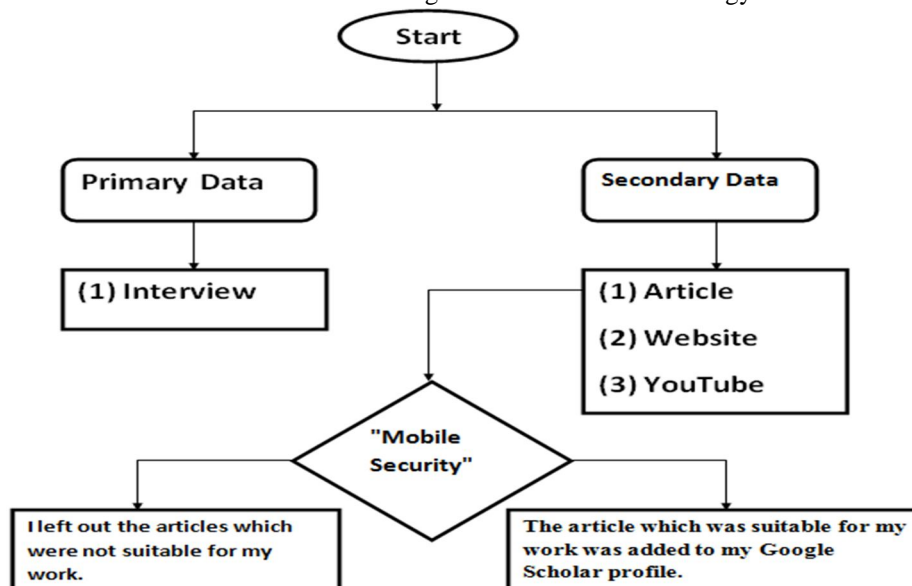 Start
Primary Data
Secondary Data
(1) Interview
(1) Article
(2) Website
(3) YouTube
"Mobile
Security"
I left out the articles which
were not suitable for my
work.
The article which was suitable for my
work was added to my Google
Scholar profile.